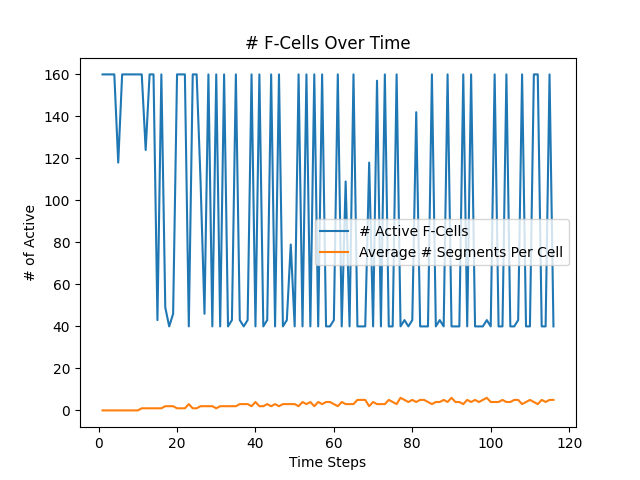 # F-Cells Over Time
160
140
120
100
80
60
40
20
0
# of Active
# Active F-Cells
Average # Segments Per Cell
0 20 40 60 80 100 120
Time Steps